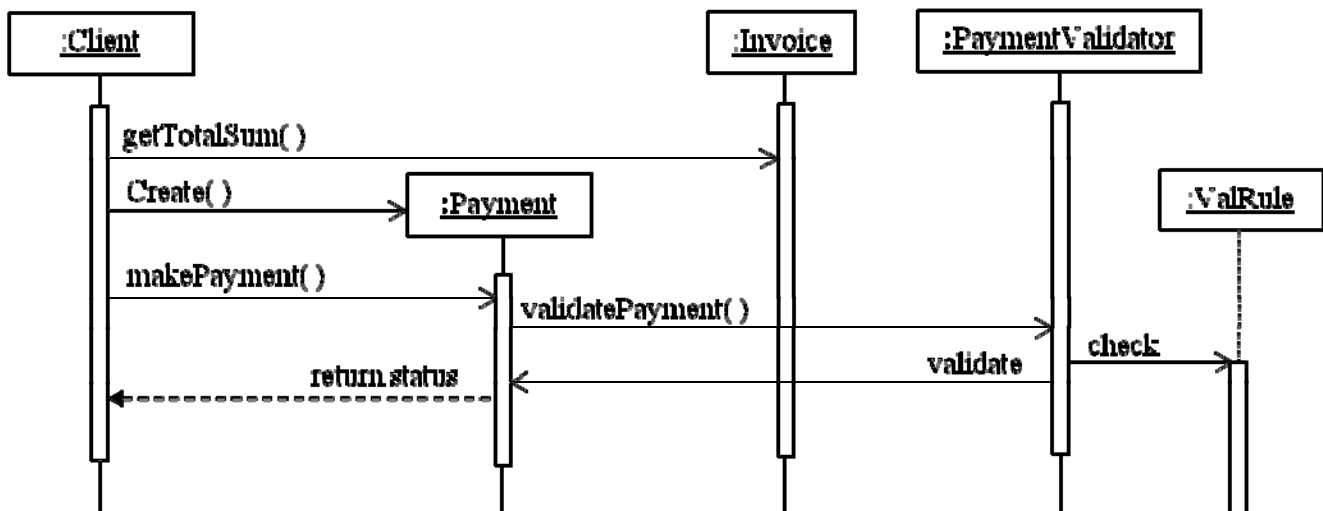 :Client
:Invoice
:PaymentValidator
getTotalSum( )
Create( )
:Payment
:ValRule
makePayment( )
validatePayment( )
check
validate
return status